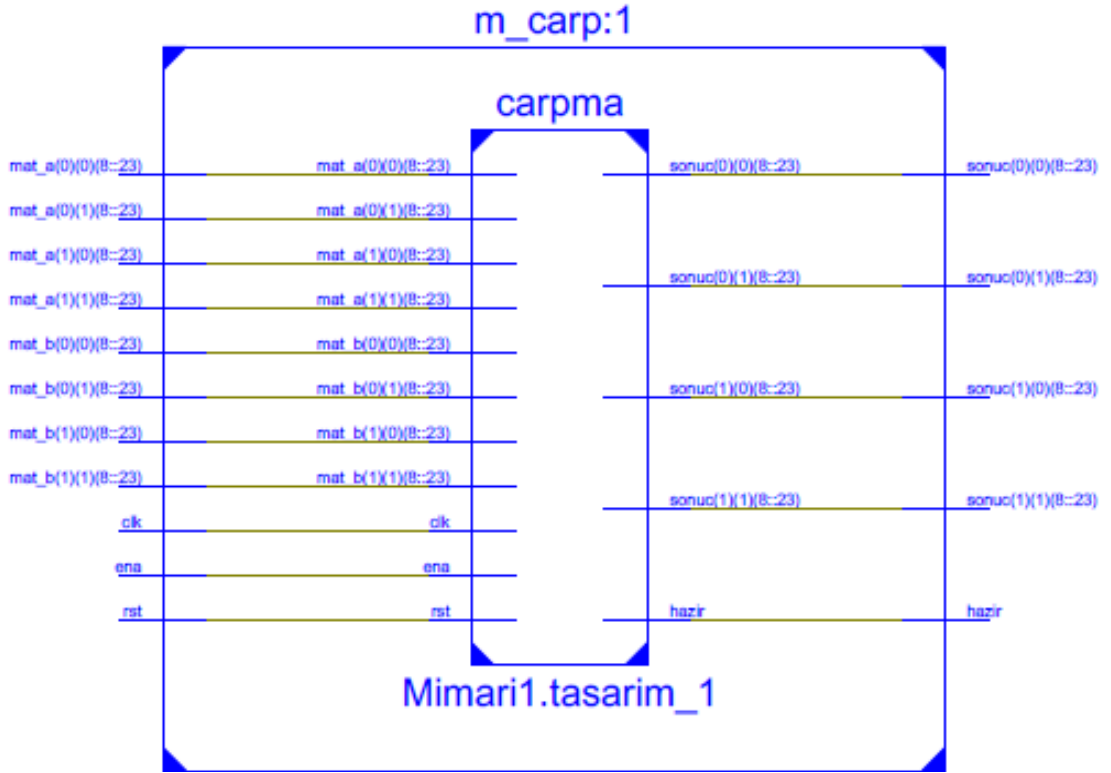 m_carp:1
carpma
mat_a(0)(0)(8::23) mat_a(0)(0)(8::23) sonuc(0)(0)(8::23) sonuc(0)(0)(8::23)
mat_a(0)(1)(8::23) mat_a(0)(1)(8::23)
mat_a(1)(0)(8::23) mat_a(1)(0)(8::23) sonuc(0)(1)(8::23) sonuc(0)(1)(8::23)
mat_a(1)(1)(8::23) mat_a(1)(1)(8::23)
mat_b(0)(0)(8::23) mat_b(0)(0)(8::23)
mat_b(0)(1)(8::23) mat_b(0)(1)(8::23) sonuc(1)(0)(8::23) sonuc(1)(0)(8::23)
mat_b(1)(0)(8::23) mat_b(1)(0)(8::23)
mat_b(1)(1)(8::23) mat_b(1)(1)(8::23) sonuc(1)(1)(8::23) sonuc(1)(1)(8::23)
clk clk
ena ena
rst rst hazir hazir
Mimari1.tasarim_1